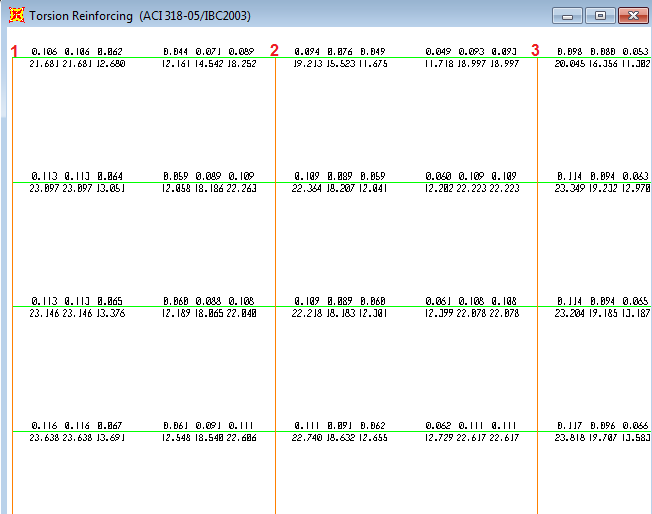 Torsion Reinforcing (ACI 318-05/IBC2003)
1 0.106 0.106 0.062 0.044 0.071 0.089 2 0.094 0.076 0.049 0.049 0.093 0.093 3 0.098 0.080 0.053
21.681 21.681 12.680 12.161 14.542 18.252 19.213 15.523 11.675 11.718 18.997 18.997 20.045 16.356 11.302
0.113 0.113 0.064 0.059 0.089 0.109 0.109 0.089 0.059 0.060 0.109 0.109 0.114 0.094 0.063
23.097 23.097 13.051 12.058 18.186 22.263 22.364 18.207 12.041 12.202 22.223 22.223 23.349 19.232 12.970
0.113 0.113 0.065 0.060 0.088 0.108 0.109 0.089 0.060 0.061 0.108 0.108 0.114 0.094 0.065
23.146 23.146 13.376 12.189 18.065 22.040 22.218 18.183 12.301 12.399 22.078 22.078 23.204 19.185 13.187
0.116 0.116 0.067 0.061 0.091 0.111 0.111 0.091 0.062 0.062 0.111 0.111 0.117 0.096 0.066
23.638 23.638 13.691 12.548 18.540 22.606 22.740 18.632 12.655 12.729 22.617 22.617 23.818 19.707 13.583